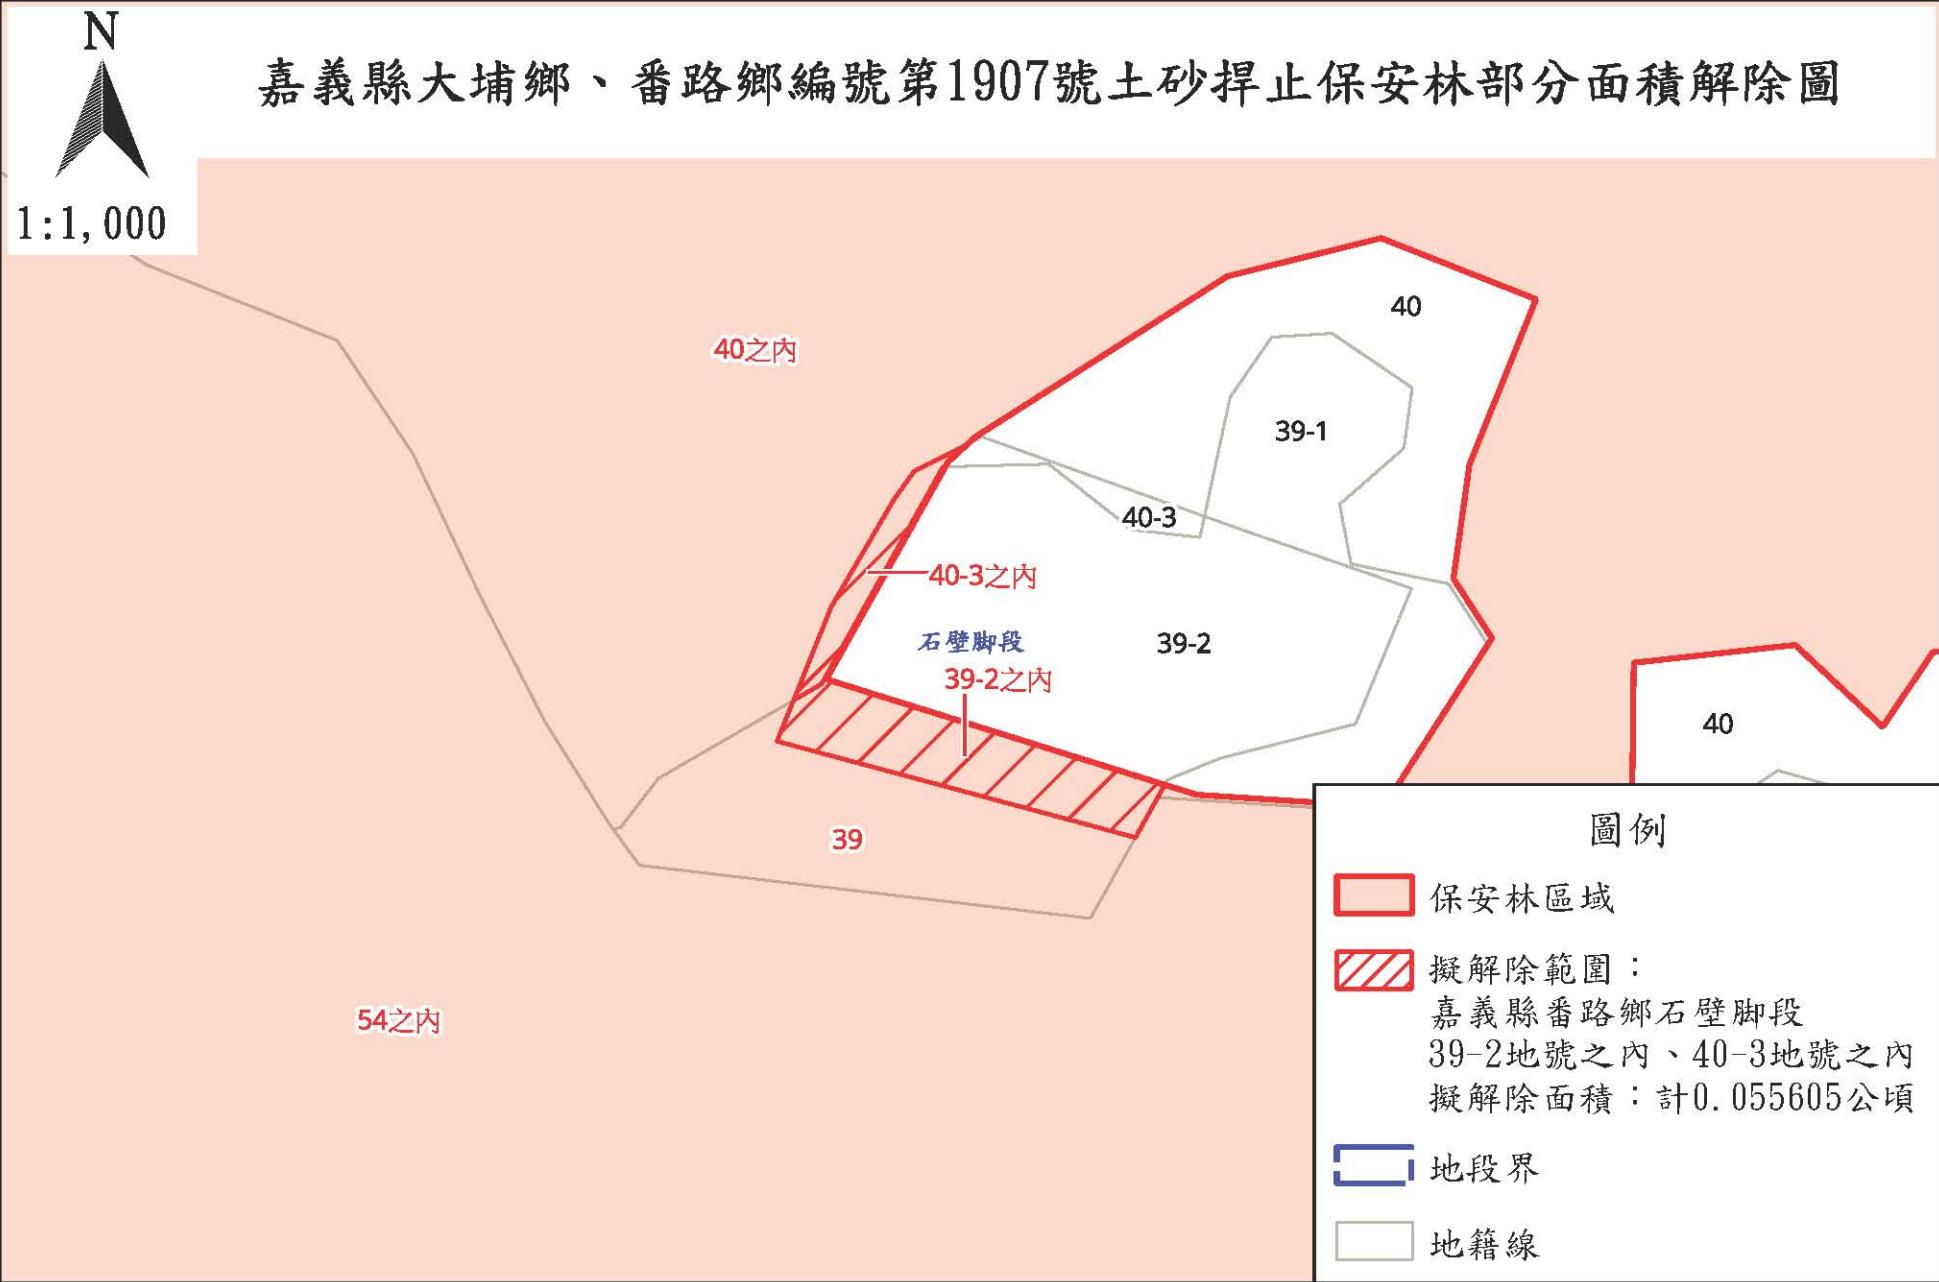 N
嘉義縣大埔鄉、番路鄉編號第1907號土砂捍止保安林部分面積解除圖
1:1,000
40
40之內
39-1
40-3
40-3之內
石壁腳段
39-2
39-2之內
40
39
54之內
圖例
保安林區域
擬解除範圍：
嘉義縣番路鄉石壁腳段
39-2地號之內、40-3地號之內
擬解除面積：計0.055605公頃
地段界
地籍線